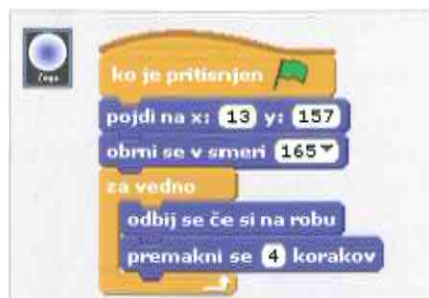 žoga
ko je pritisnjen
pojdi na x: 13 y: 157
obrni se v smeri 165
za vedno
odbij se če si na robu
premakni se 4 korakov